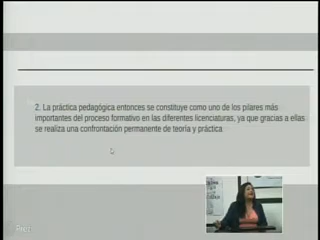 2. La práctica pedagógica entonces se constituye como uno de los pilares más
importantes del proceso formativo en las diferentes licenciaturas, ya que gracias a ellas
se realiza una confrontación permanente de teoría y práctica